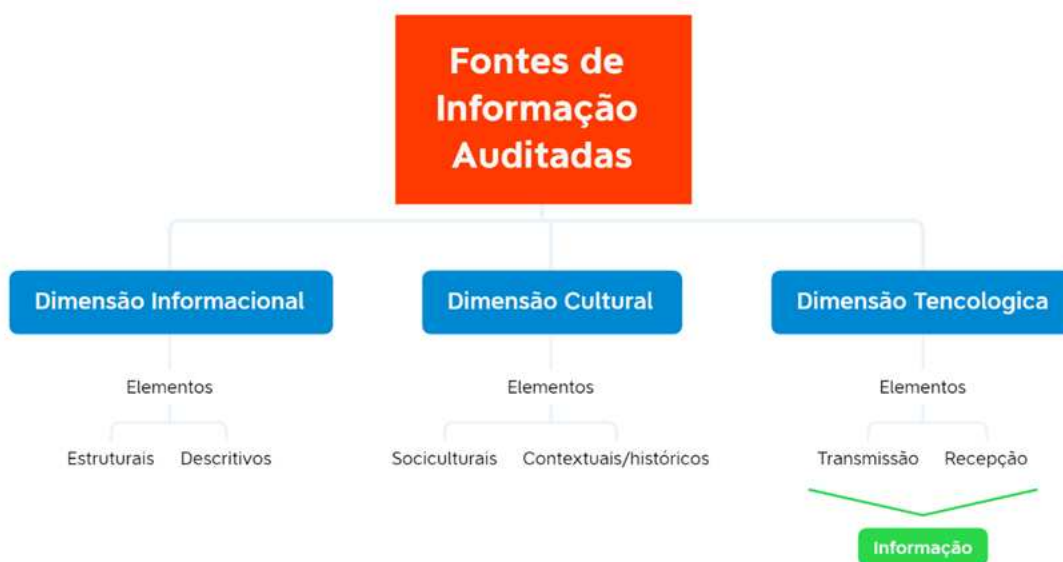 Fontes de
Informação
Auditadas
Dimensão Informacional
Dimensão Cultural
Dimensão Tencologica
Elementos
Elementos
Elementos
Estruturais
Descritivos
Sociculturais
Contextuais/históricos
Transmissão
Recepção
Informação